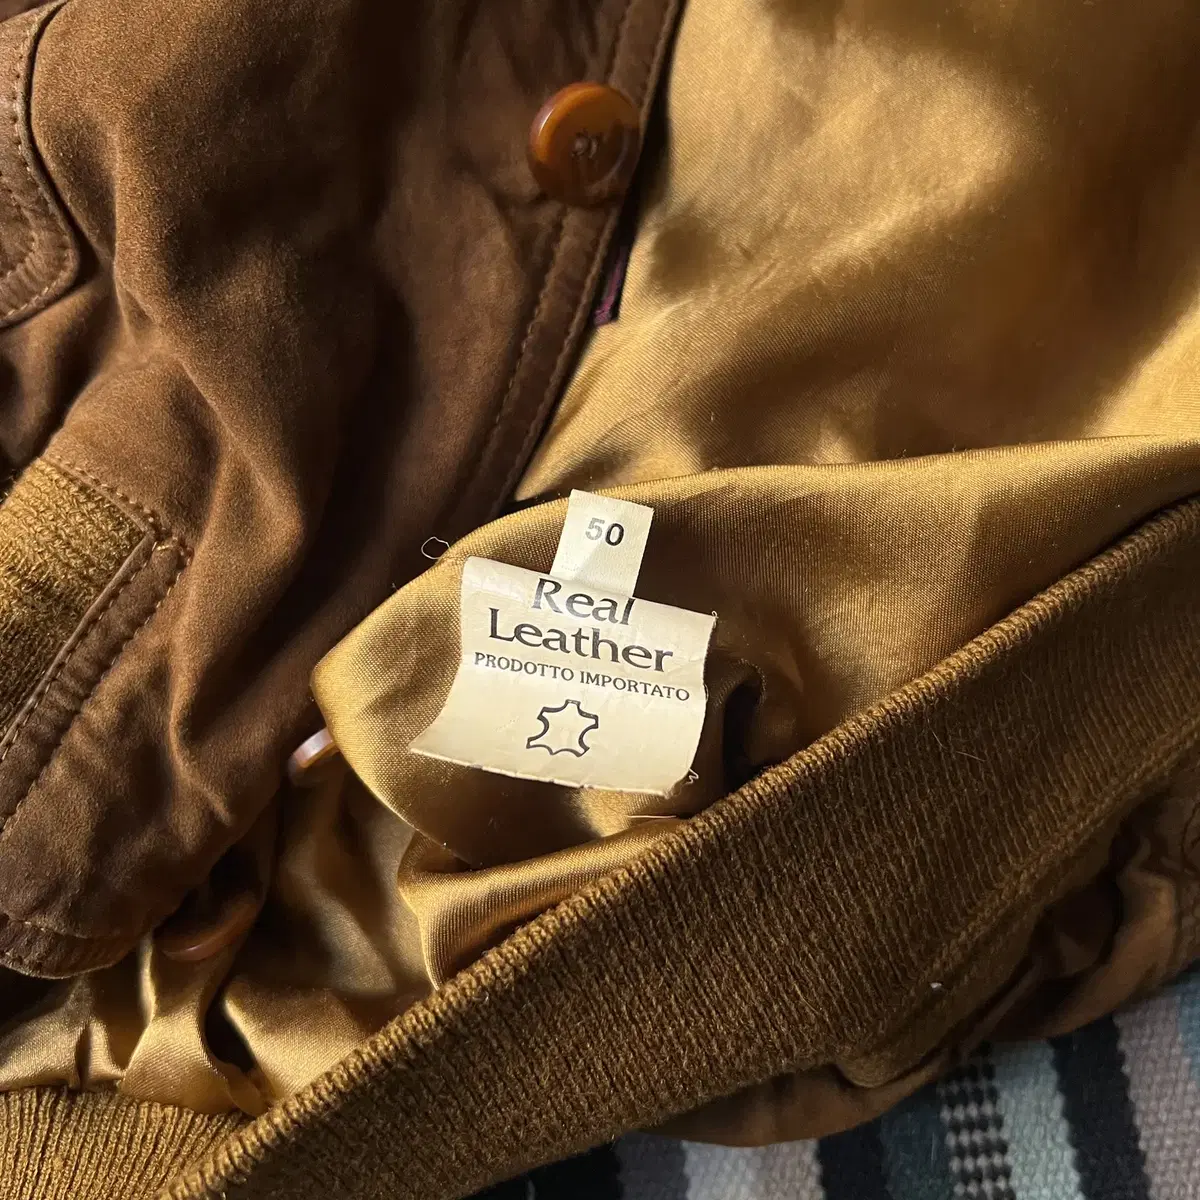 50
Real
Leather
PRODOTTO IMPORTATO